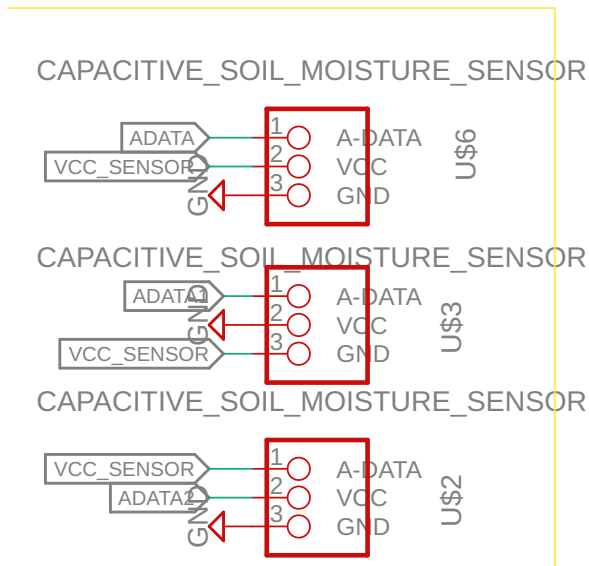 CAPACITIVE_SOIL_MOISTURE_SENSOR
ADATA 1 A-DATA
VCC_SENSOR 2 VCC
GND 3 GND
U$6
CAPACITIVE_SOIL_MOISTURE_SENSOR
ADATA1 1 A-DATA
GND 2 VCC
VCC_SENSOR 3 GND
U$3
CAPACITIVE_SOIL_MOISTURE_SENSOR
VCC_SENSOR 1 A-DATA
ADATA2 2 VCC
GND 3 GND
U$2